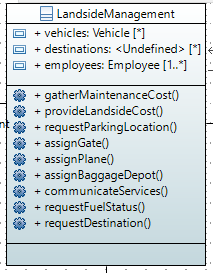 LandsideManagement
+ vehicles: Vehicle [*]
+ destinations: <Undefined> [*]
+ employees: Employee [1..*]
+ gatherMaintenanceCost()
+ provideLandsideCost()
+ requestParkingLocation()
+ assignGate()
+ assignPlane()
+ assignBaggageDepot()
+ communicateServices()
+ requestFuelStatus()
+ requestDestination()